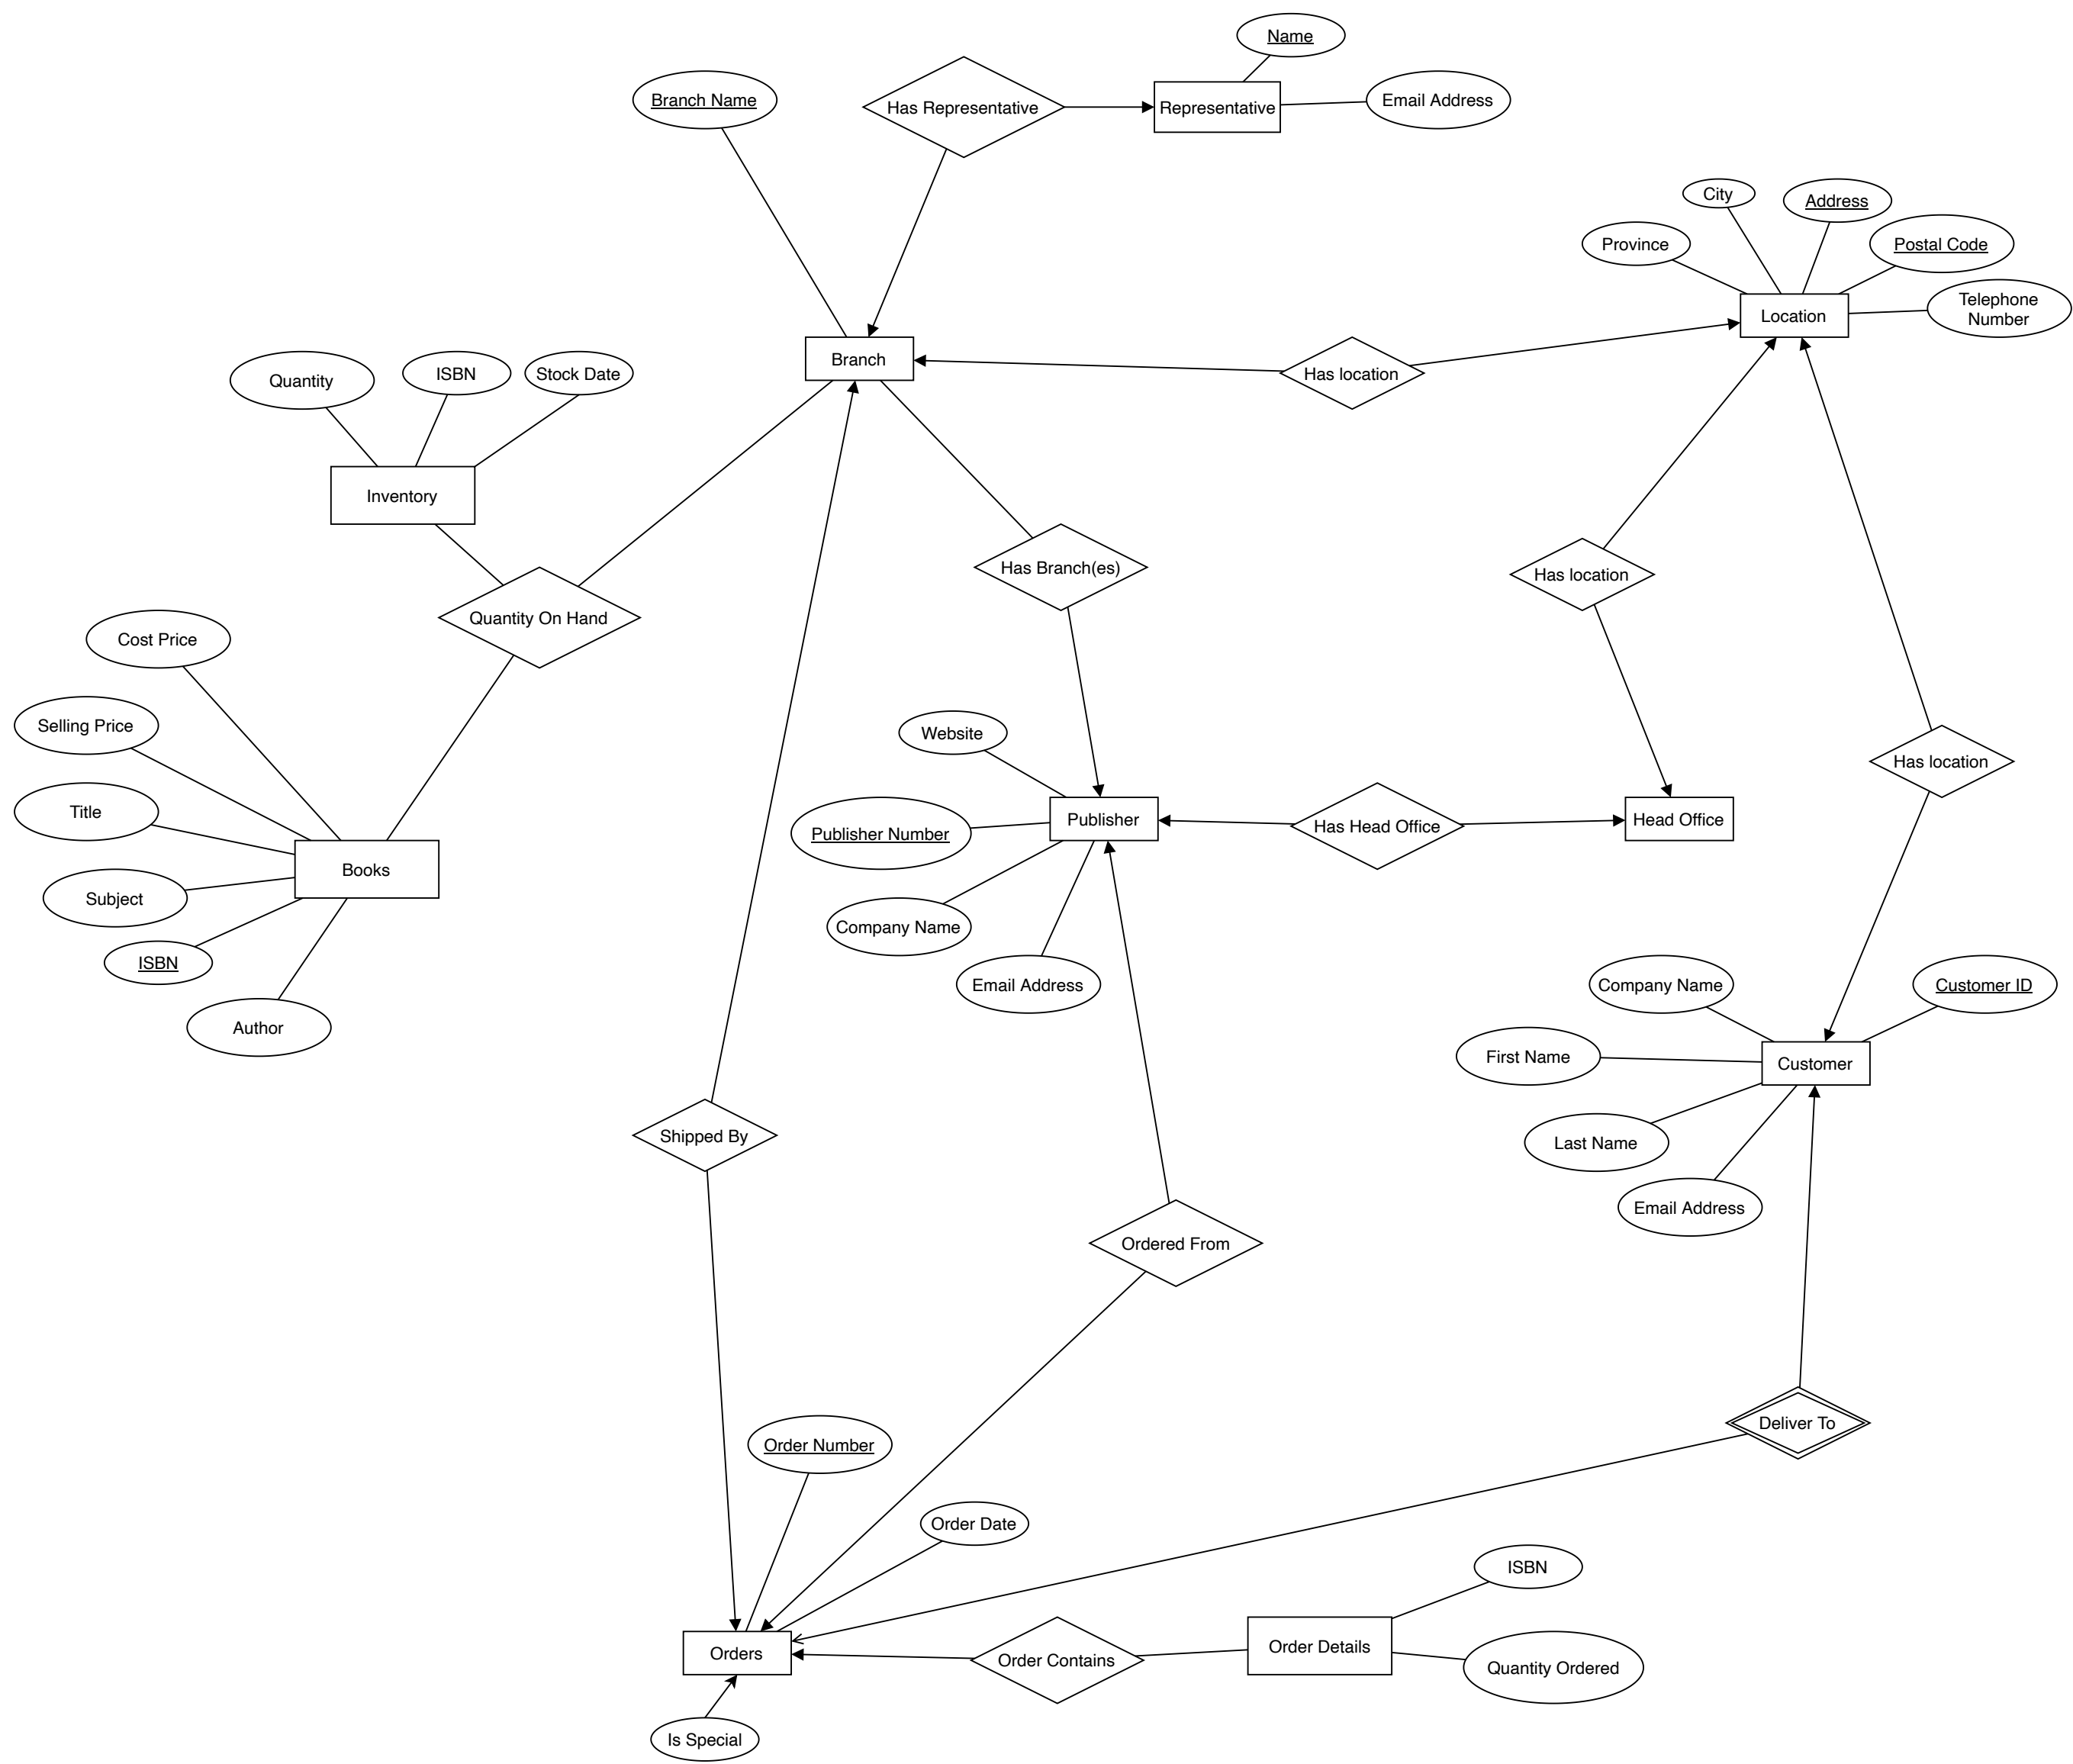 Name
Branch Name
Has Representative
Representative
Email Address
City
Address
Province
Postal Code
Telephone
Number
Location
Branch
Has location
Quantity
ISBN
Stock Date
Inventory
Has Branch(es)
Has location
Quantity On Hand
Cost Price
Selling Price
Website
Has location
Title
Publisher Number
Publisher
Has Head Office
Head Office
Books
Subject
Company Name
ISBN
Email Address
Company Name
Customer ID
Author
First Name
Customer
Shipped By
Last Name
Email Address
Ordered From
Deliver To
Order Number
Order Date
ISBN
Orders
Order Contains
Order Details
Quantity Ordered
Is Special